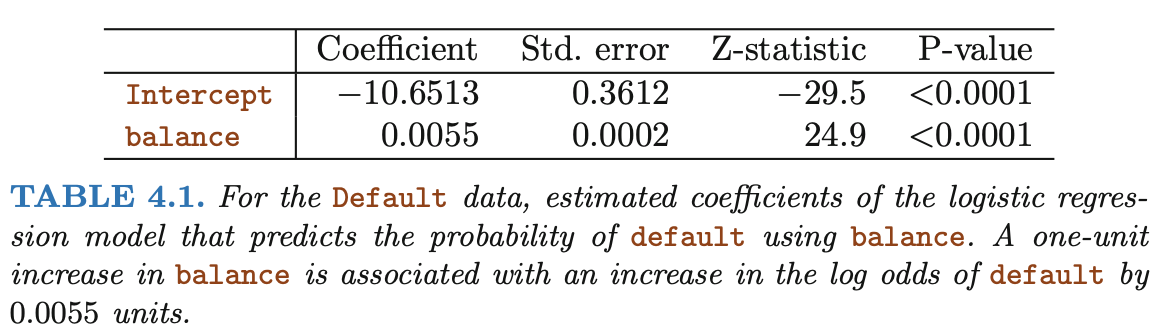 Coefficient Std. error Z-statistic P-value
Intercept −10.6513 0.3612 −29.5 <0.0001
balance 0.0055 0.0002 24.9 <0.0001
TABLE 4.1. For the Default data, estimated coefficients of the logistic regres-
sion model that predicts the probability of default using balance. A one-unit
increase in balance is associated with an increase in the log odds of default by
0.0055 units.